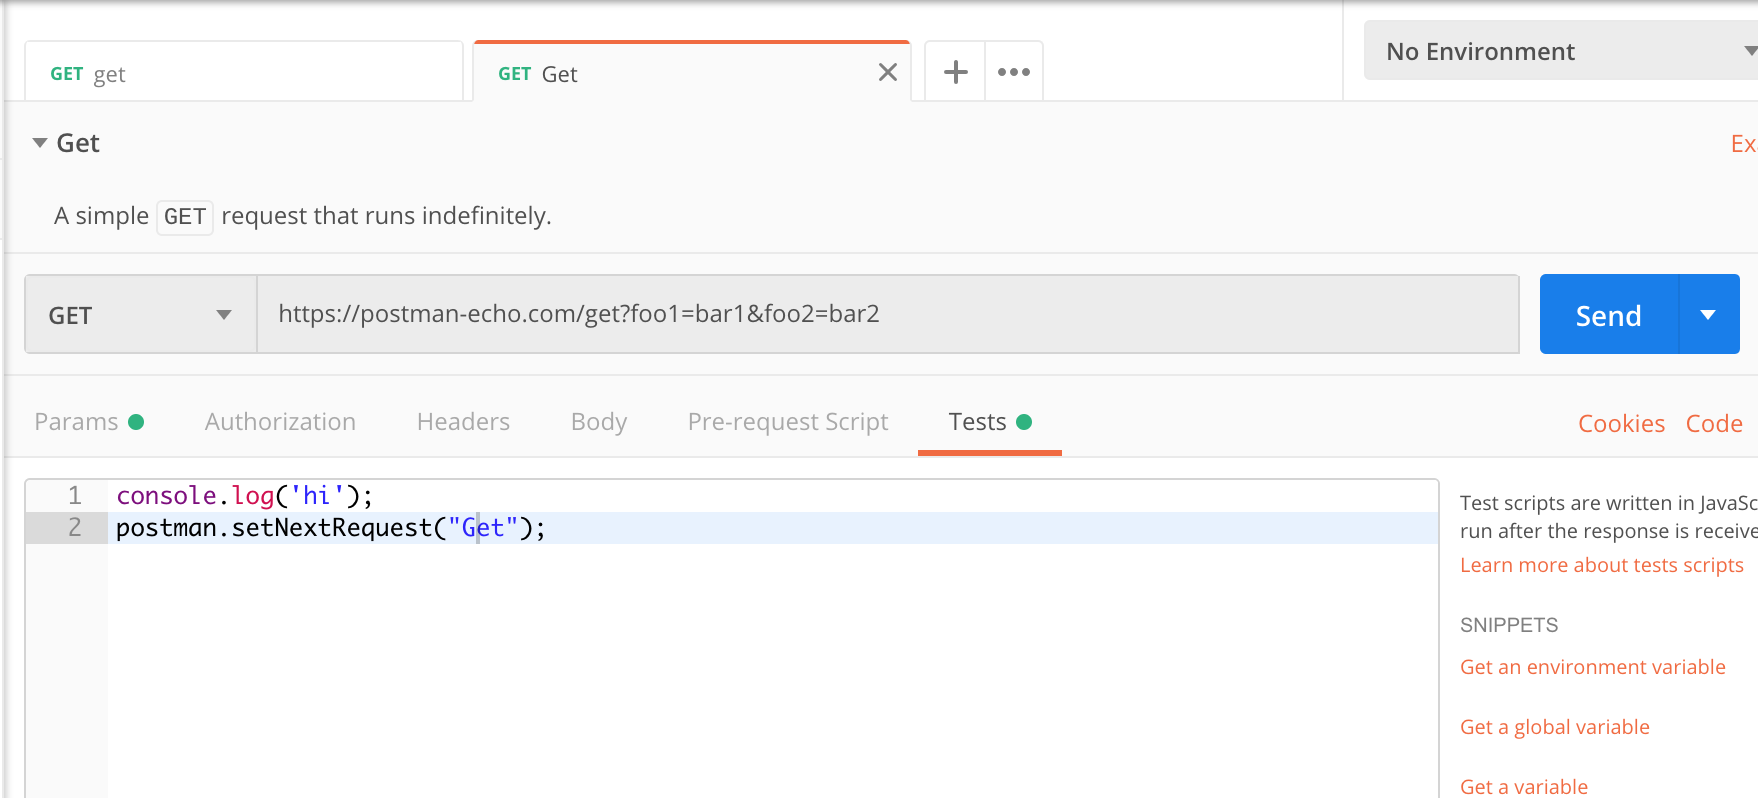 GET get
GET Get
No Environment
Get
Ex
A simple GET request that runs indefinitely.
GET
https://postman-echo.com/get?foo1=bar1&foo2=bar2
Send
Params
Authorization
Headers
Body
Pre-request Script
Tests
Cookies
Code
1 console.log('hi');
2 postman.setNextRequest("Get");
Test scripts are written in JavaSc
run after the response is receive
Learn more about tests scripts
SNIPPETS
Get an environment variable
Get a global variable
Get a variable